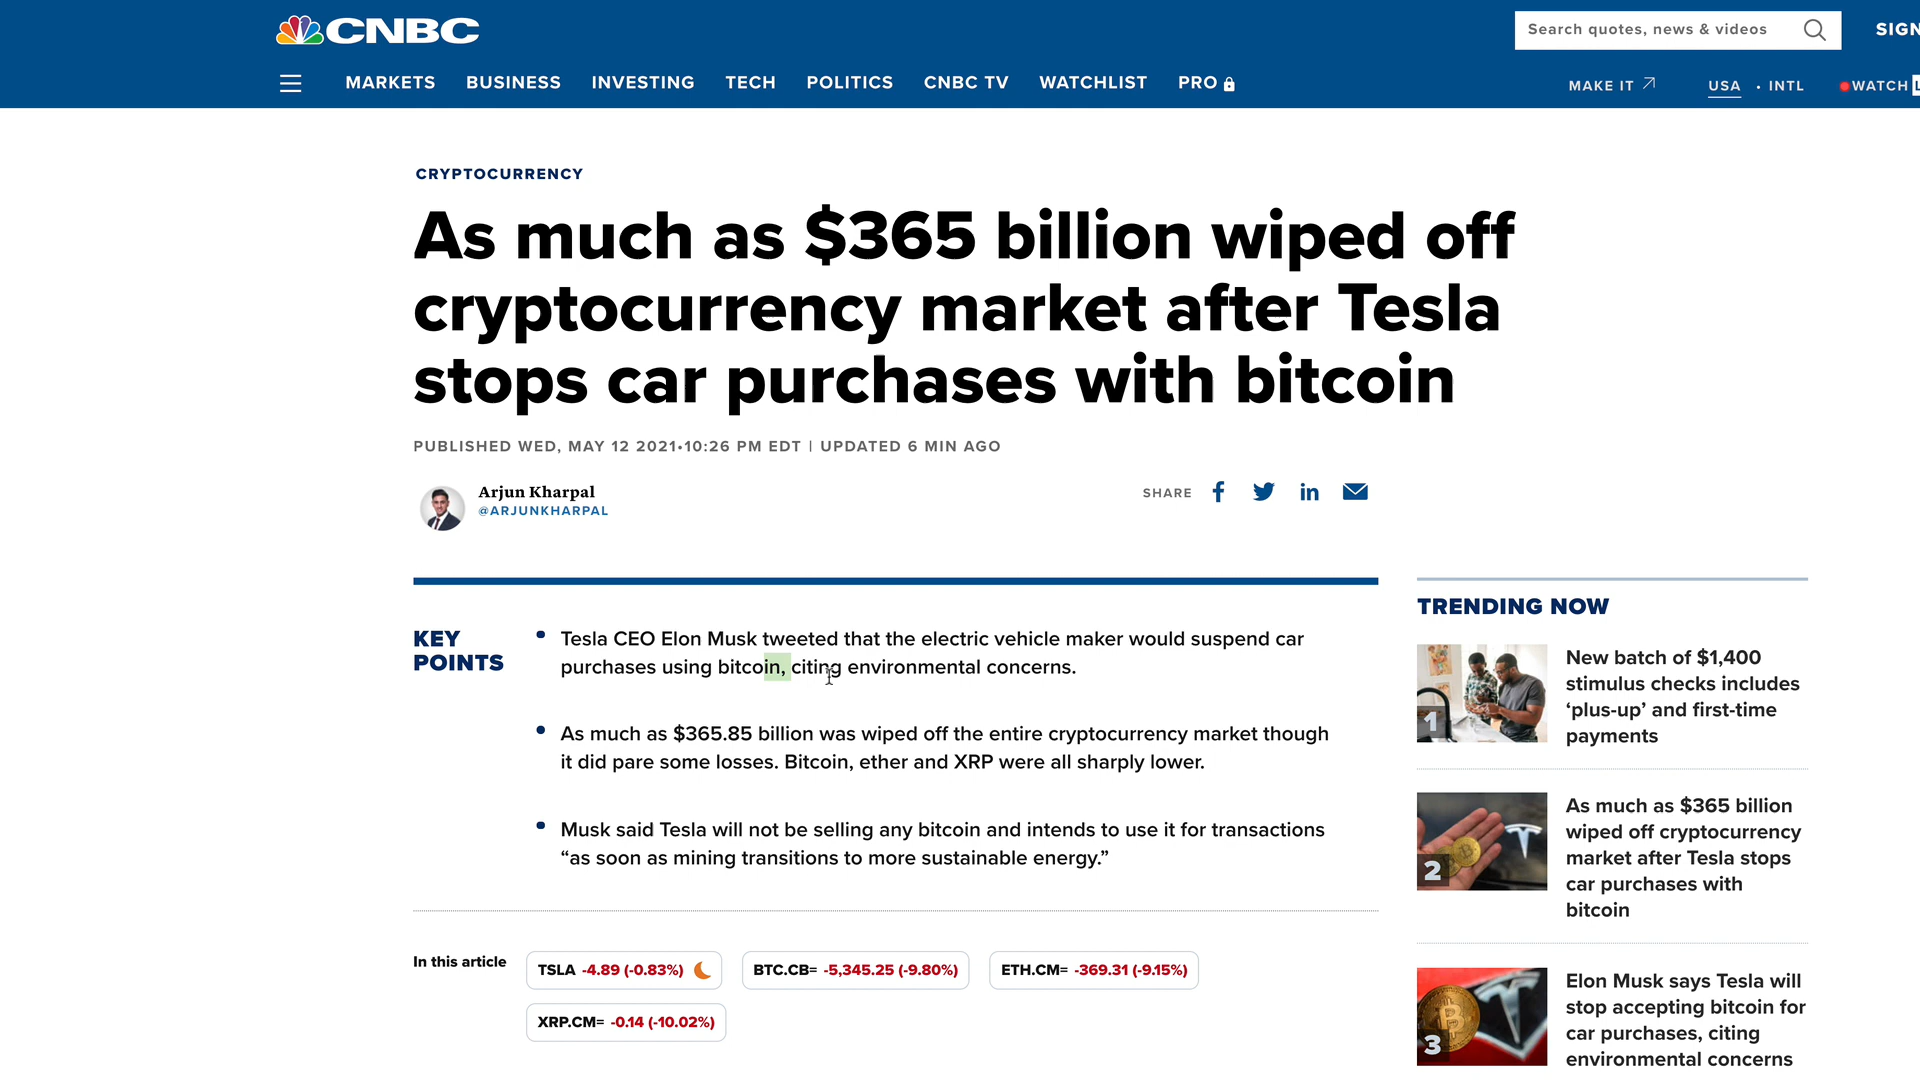 CNBC
Search quotes, news & videos
SIGN
MARKETS BUSINESS INVESTING TECH POLITICS CNBC TV WATCHLIST PRO
MAKE IT USA • INTL WATCH L
CRYPTOCURRENCY
As much as $365 billion wiped off
cryptocurrency market after Tesla
stops car purchases with bitcoin
PUBLISHED WED, MAY 12 2021•10:26 PM EDT | UPDATED 6 MIN AGO
Arjun Kharpal
@ARJUNKHARPAL
SHARE
KEY
POINTS
Tesla CEO Elon Musk tweeted that the electric vehicle maker would suspend car
purchases using bitcoin, citing environmental concerns.
As much as $365.85 billion was wiped off the entire cryptocurrency market though
it did pare some losses. Bitcoin, ether and XRP were all sharply lower.
Musk said Tesla will not be selling any bitcoin and intends to use it for transactions
“as soon as mining transitions to more sustainable energy.”
In this article
TSLA -4.89 (-0.83%)
BTC.CB= -5,345.25 (-9.80%)
ETH.CM= -369.31 (-9.15%)
XRP.CM= -0.14 (-10.02%)
TRENDING NOW
1
New batch of $1,400
stimulus checks includes
‘plus-up’ and first-time
payments
2
As much as $365 billion
wiped off cryptocurrency
market after Tesla stops
car purchases with
bitcoin
3
Elon Musk says Tesla will
stop accepting bitcoin for
car purchases, citing
environmental concerns